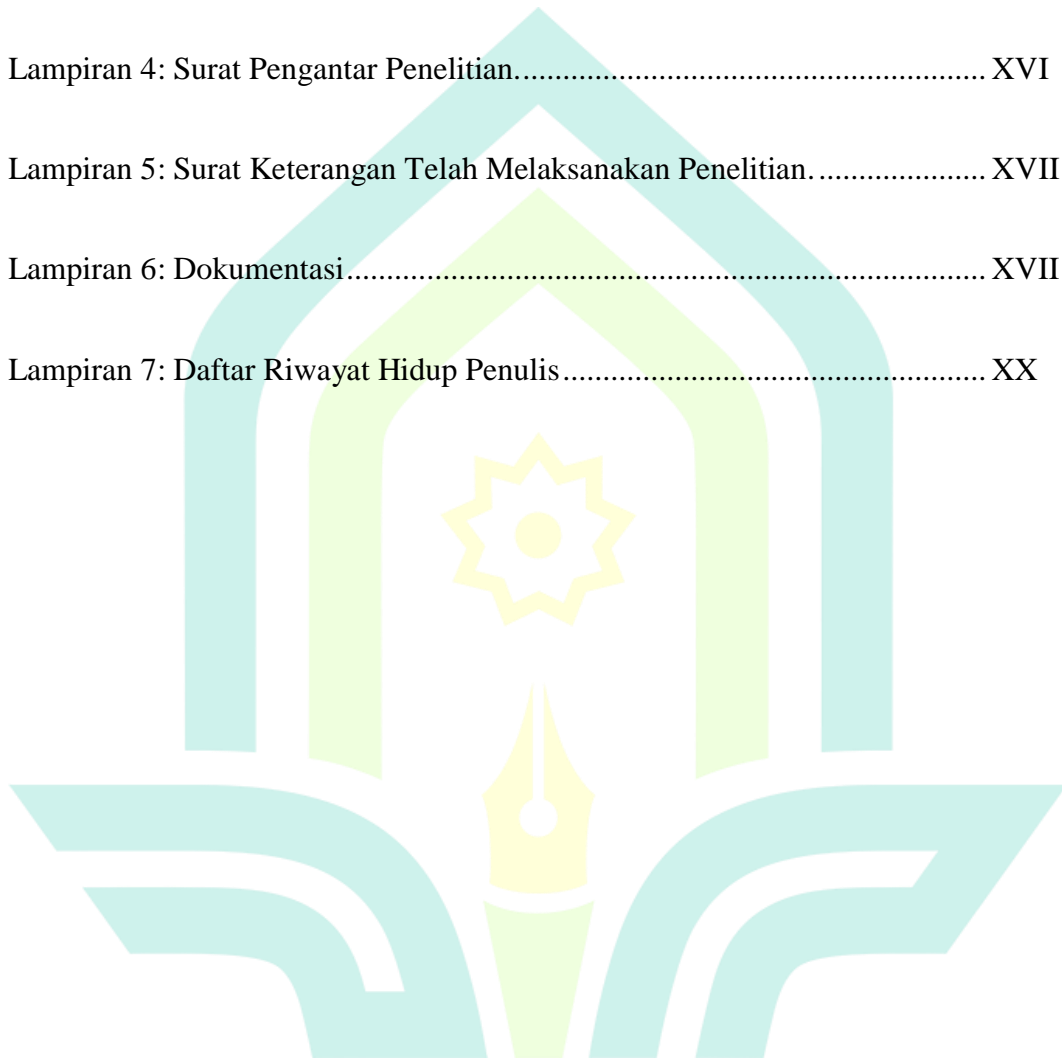 Lampiran 4: Surat Pengantar Penelitian............................................................ XVI
Lampiran 5: Surat Keterangan Telah Melaksanakan Penelitian. ...................... XVII
Lampiran 6: Dokumentasi................................................................................... XVII
Lampiran 7: Daftar Riwayat Hidup Penulis....................................................... XX